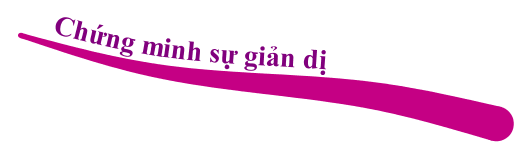 Chứng minh sự giản dị